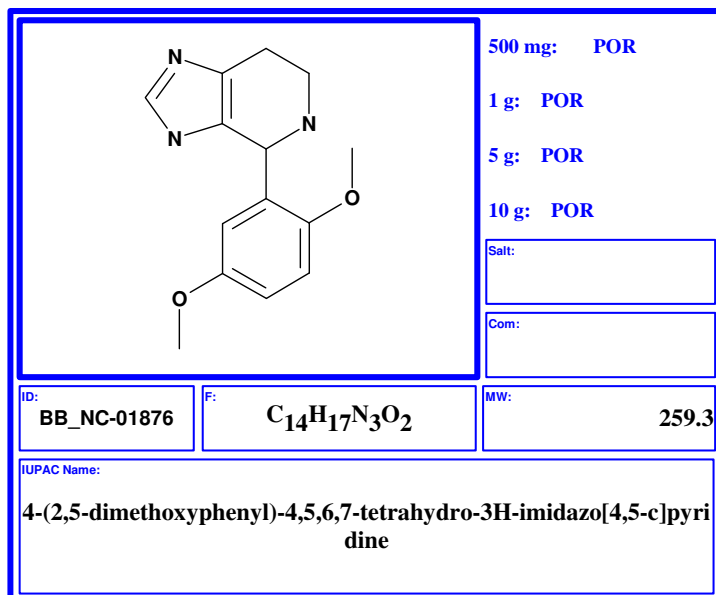 N
N
N
O
O
500 mg: POR
1 g: POR
5 g: POR
10 g: POR
Salt:
Com:
ID:
BB_NC-01876
F:
C14H17N3O2
MW:
259.3
IUPAC Name:
4-(2,5-dimethoxyphenyl)-4,5,6,7-tetrahydro-3H-imidazo[4,5-c]pyri
dine